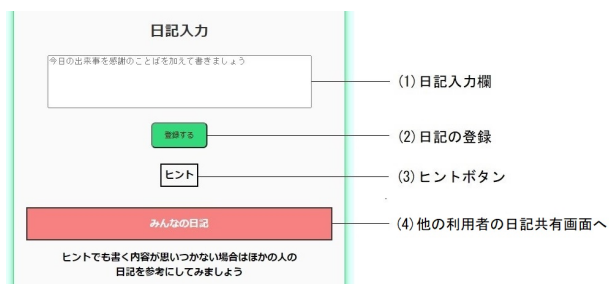 日記入力
今日の出来事を感謝のことばを加えて書きましょう
(1)日記入力欄
登録する
(2)日記の登録
ヒント
(3)ヒントボタン
みんなの日記
(4)他の利用者の日記共有画面へ
ヒントでも書く内容が思いつかない場合はほかの人の
日記を参考にしてみましょう